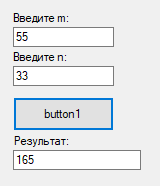 Введите m:
55
Введите n:
33
button1
Результат:
165